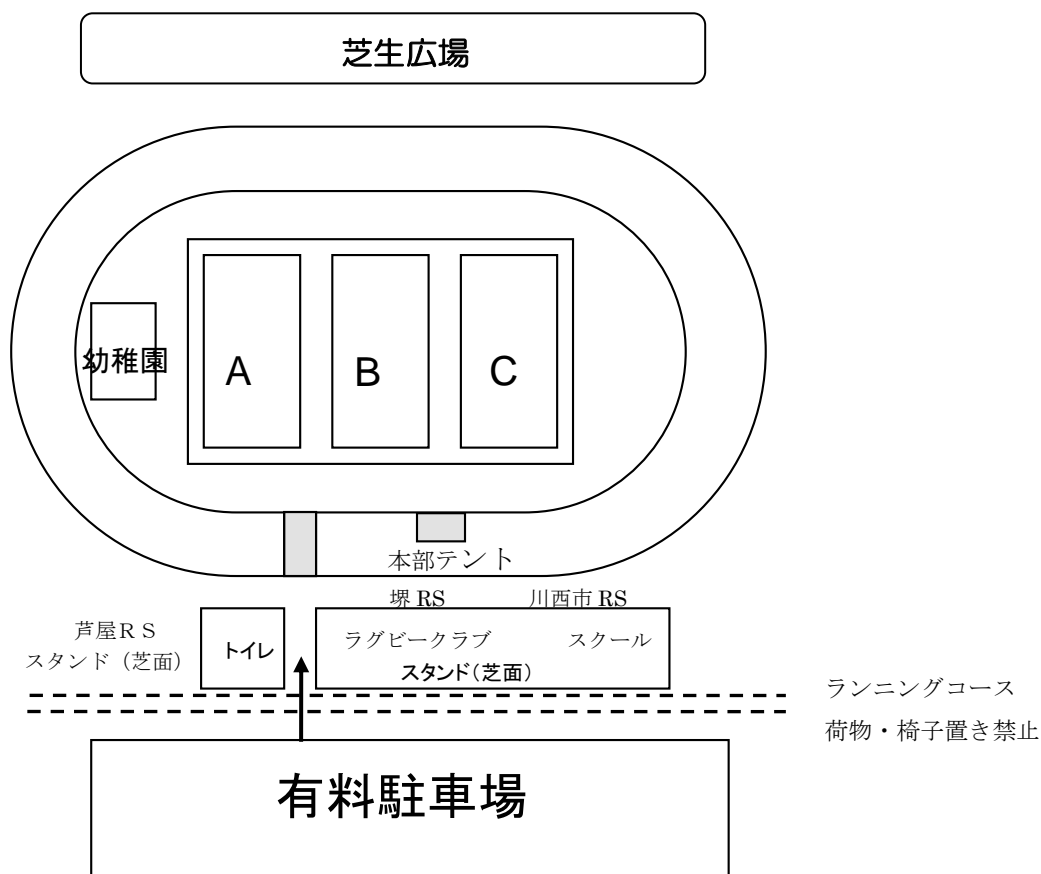 芝生広場
幼稚園
A
B
C
本部テント
堺 RS
川西市 RS
芦屋ＲＳ
スタンド（芝面）
トイレ
ラグビークラブ
スクール
スタンド（芝面）
ランニングコース
荷物・椅子置き禁止
有料駐車場